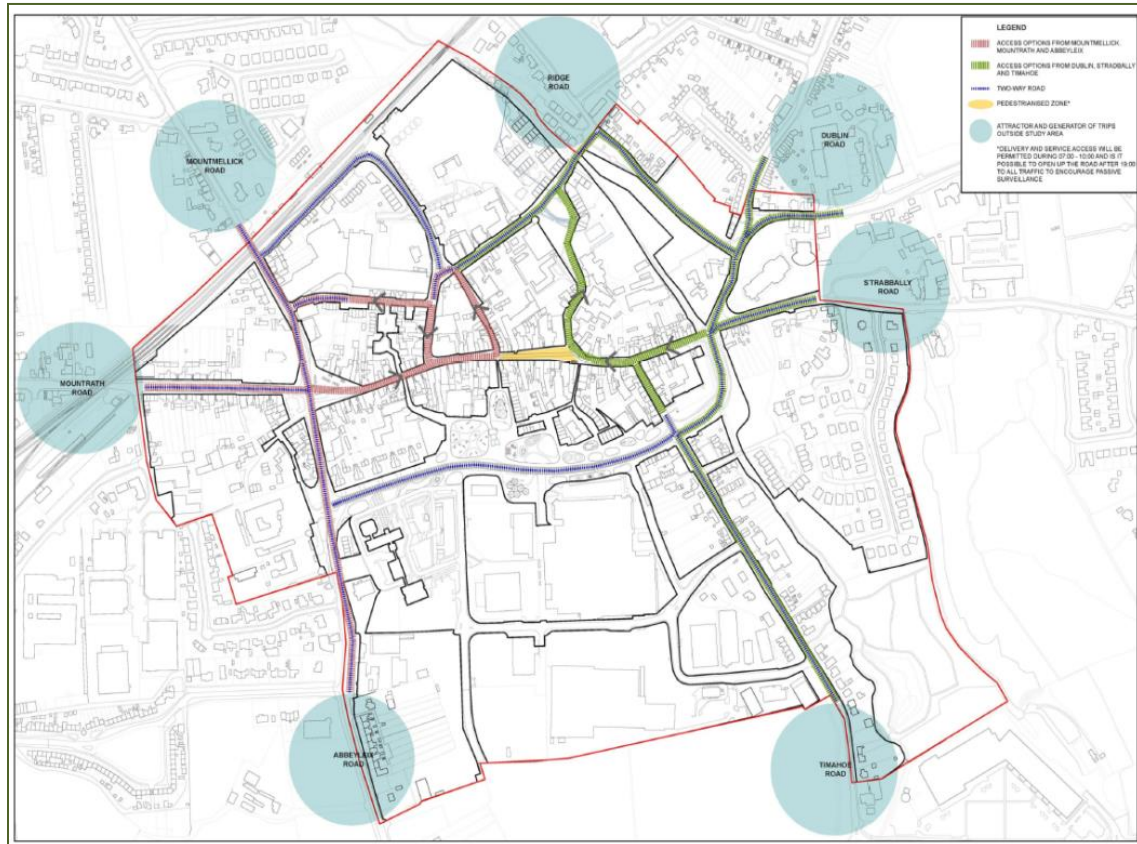 LEGEND
ACCESS OPTIONS FROM MOUNTMELLICK,
MOUNTRATH AND ABBEYLEIX
ACCESS OPTIONS FROM DUBLIN, STRADBALLY
AND TIMAHOE
TWO-WAY ROAD
PEDESTRIANISED ZONE*
ATTRACTOR AND GENERATOR OF TRIPS
OUTSIDE STUDY AREA
*DELIVERY AND SERVICE ACCESS WILL BE
PERMITTED DURING 07:00 - 10:00 AND IS IT
POSSIBLE TO OPEN UP THE ROAD AFTER 19:00
TO ALL TRAFFIC TO ENCOURAGE PASSIVE
SURVEILLANCE
RIDGE
ROAD
DUBLIN
ROAD
MOUNTMELLICK
ROAD
STRABBALLY
ROAD
MOUNTRATH
ROAD
ABBEYLEIX
ROAD
TIMAHOE
ROAD